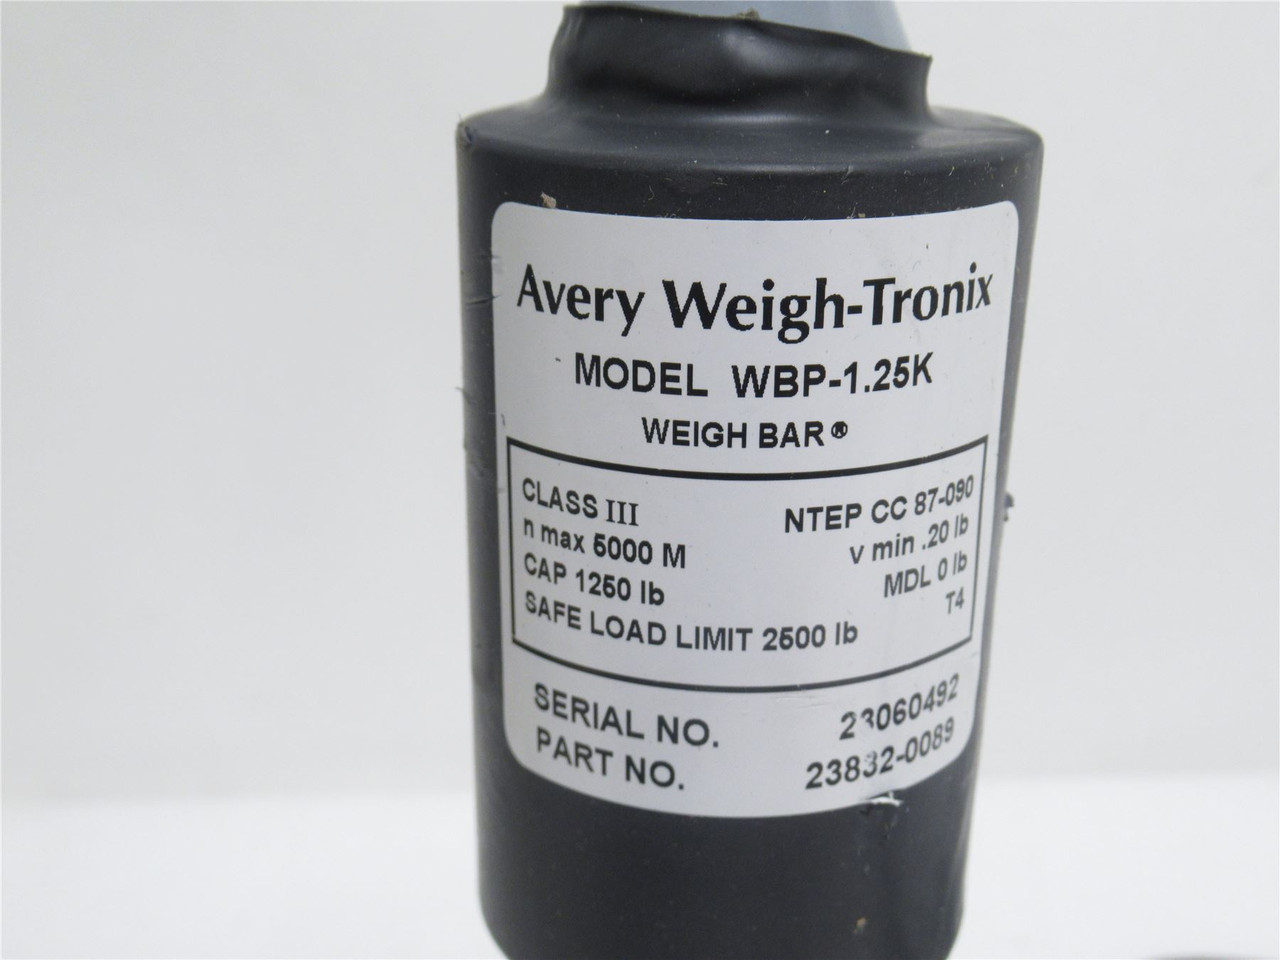 Avery Weigh-Tronix
MODEL WBP-1.25K
WEIGH BAR®
CLASS III NTEP CC 87-090
n max 5000 M v min .20 lb
CAP 1250 lb MDL 0 lb
SAFE LOAD LIMIT 2500 lb T4
SERIAL NO. 23060492
PART NO. 23832-0089